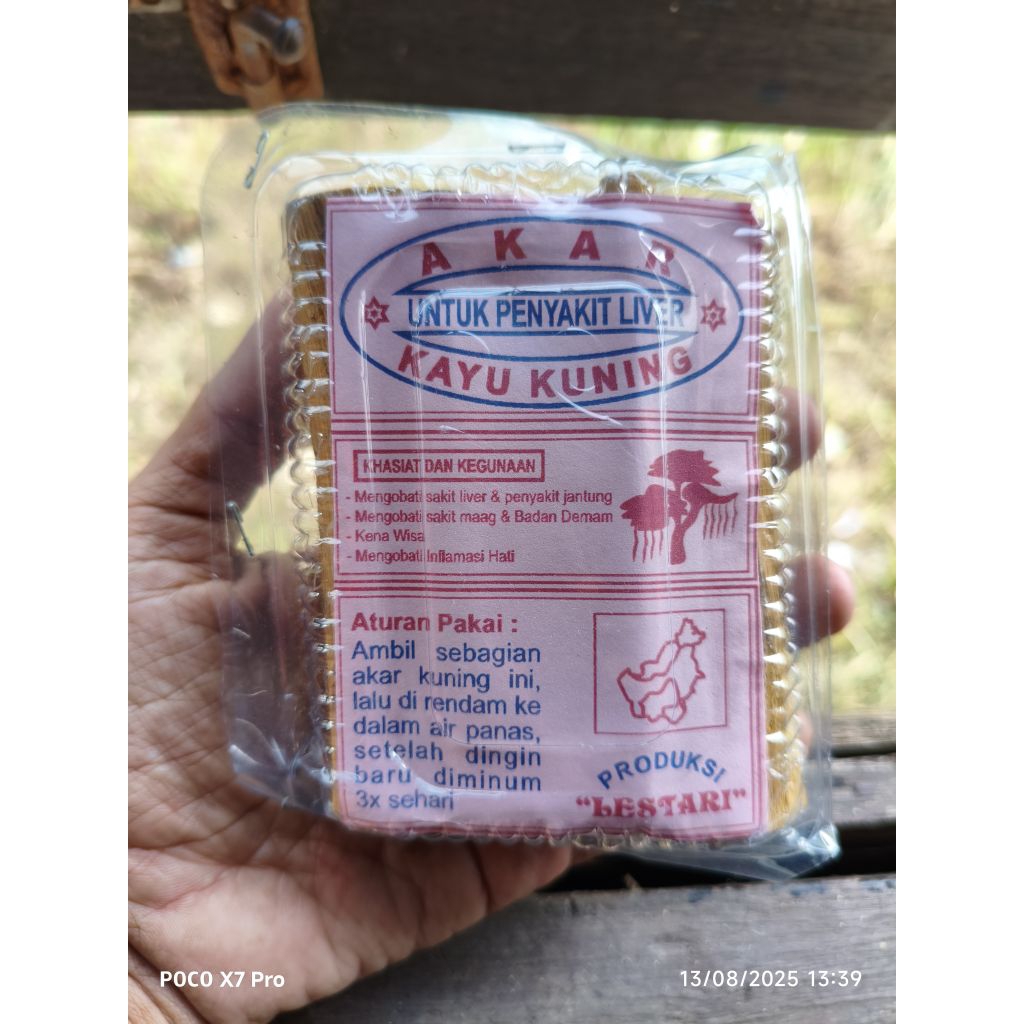 AKAR
UNTUK PENYAKIT LIVER
KAYU KUNING
KHASIAT DAN KEGUNAAN
- Mengobati sakit liver & penyakit jantung
- Mengobati sakit maag & Badan Demam
- Kena Wisa
- Mengobati Inflamasi Hati
Aturan Pakai :
Ambil sebagian
akar kuning ini,
lalu di rendam ke
dalam air panas,
setelah dingin
baru diminum
3x sehari
PRODUKSI
"LESTARI"
POCO X7 Pro
13/08/2025 13:39